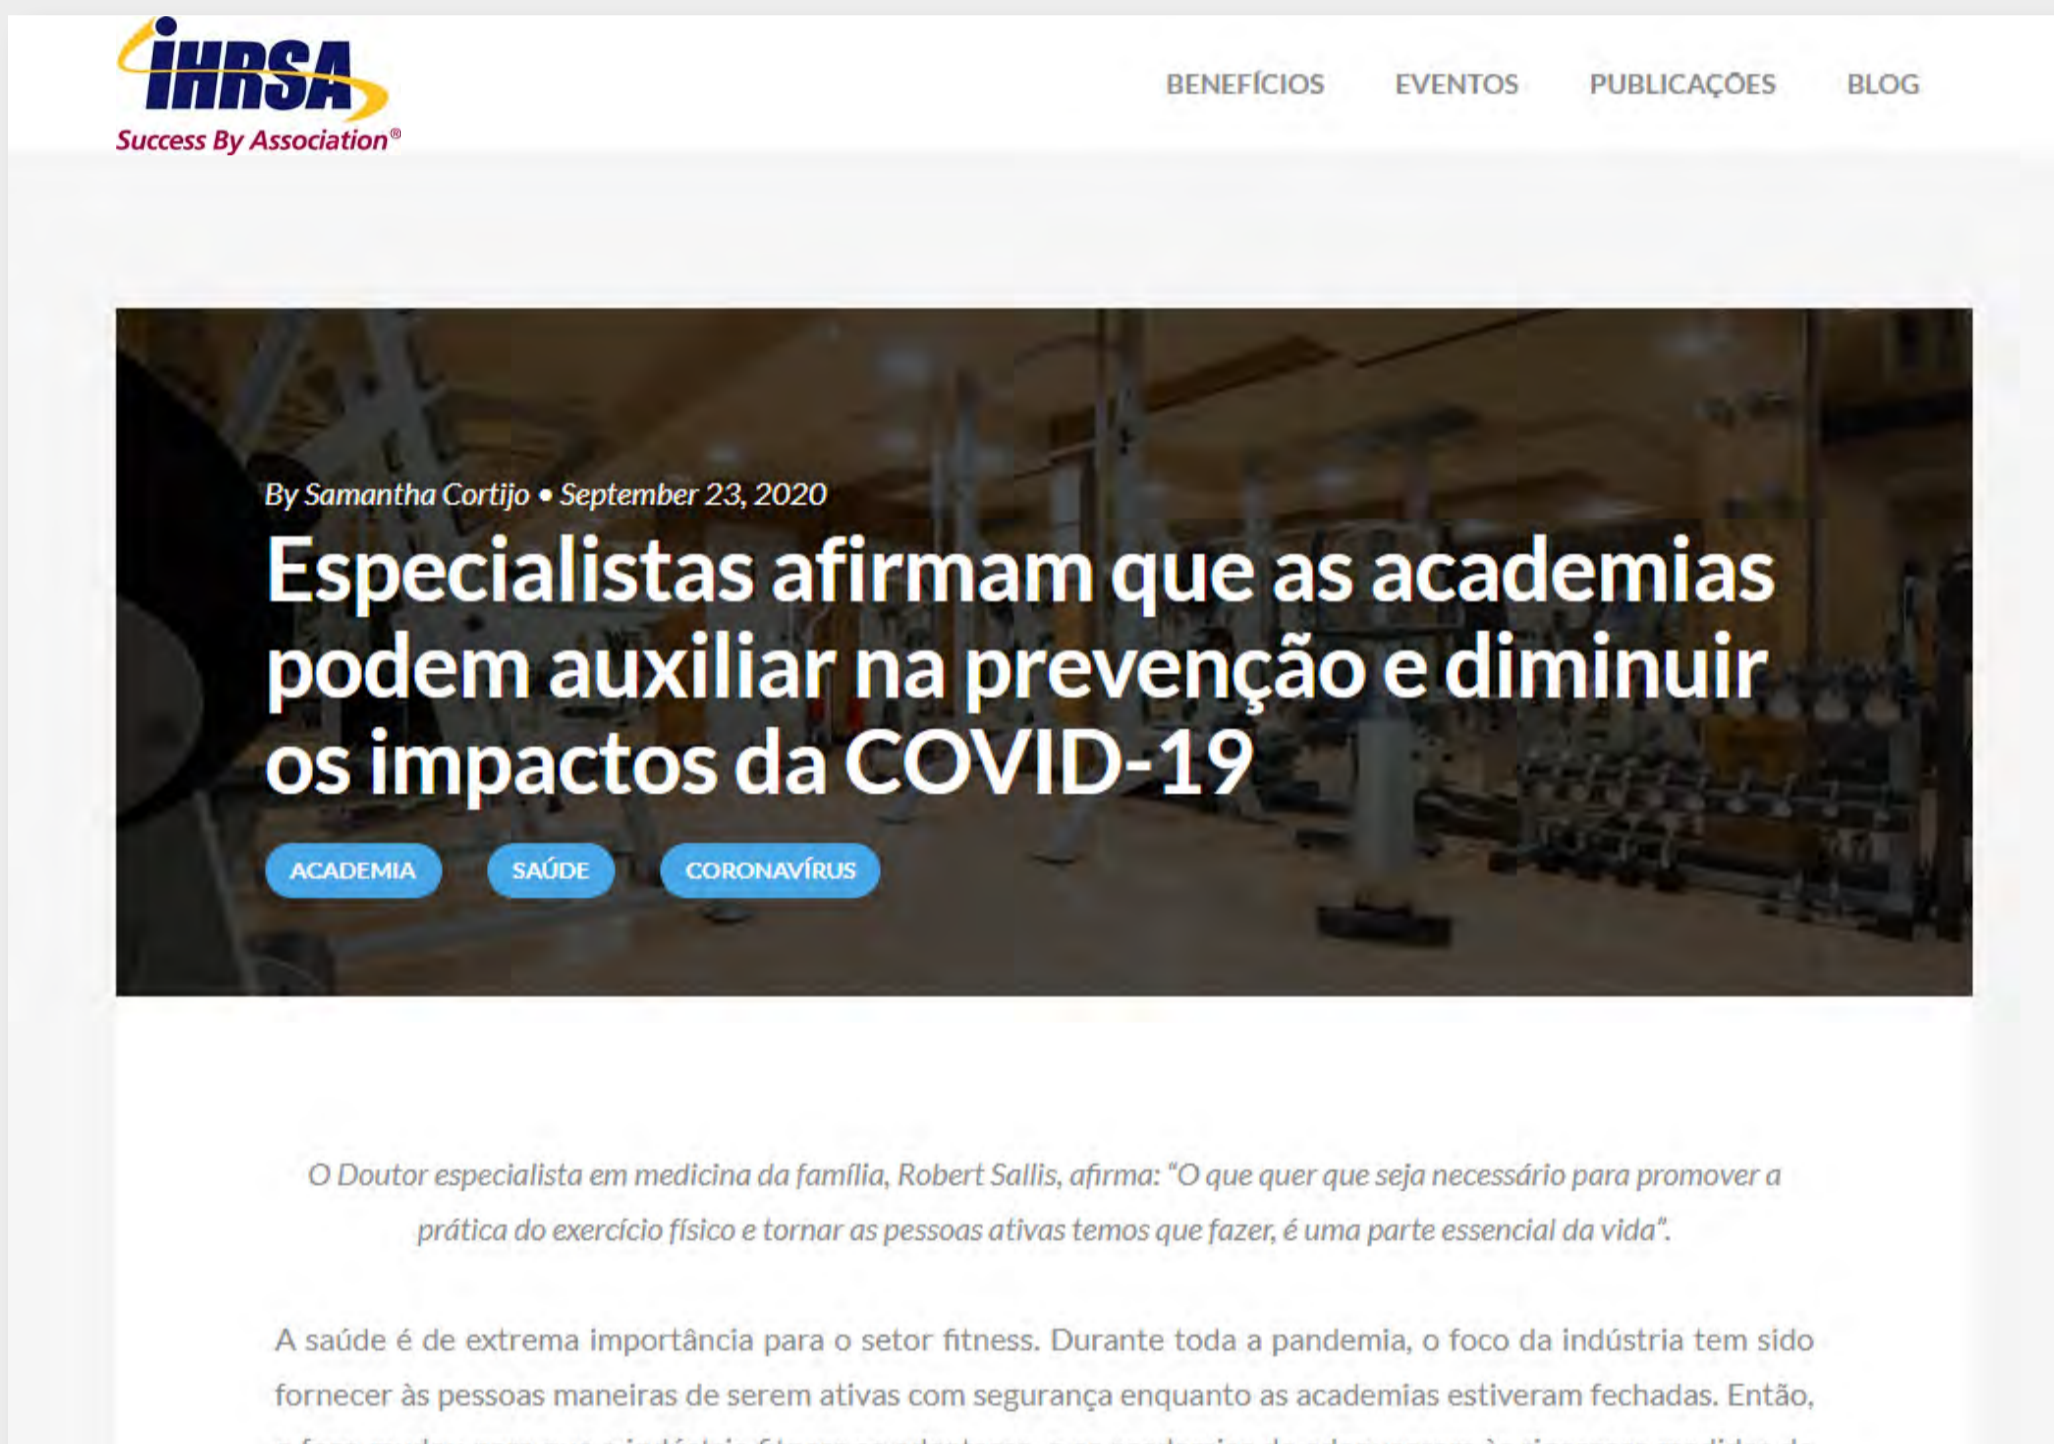 iHRSA
Success By Association®
BENEFÍCIOS EVENTOS PUBLICAÇÕES BLOG
By Samantha Cortijo • September 23, 2020
Especialistas afirmam que as academias
podem auxiliar na prevenção e diminuir
os impactos da COVID-19
ACADEMIA SAÚDE CORONAVÍRUS
O Doutor especialista em medicina da família, Robert Sallis, afirma: “O que quer que seja necessário para promover a
prática do exercício físico e tornar as pessoas ativas temos que fazer, é uma parte essencial da vida”.
A saúde é de extrema importância para o setor fitness. Durante toda a pandemia, o foco da indústria tem sido
fornecer às pessoas maneiras de serem ativas com segurança enquanto as academias estiveram fechadas. Então,